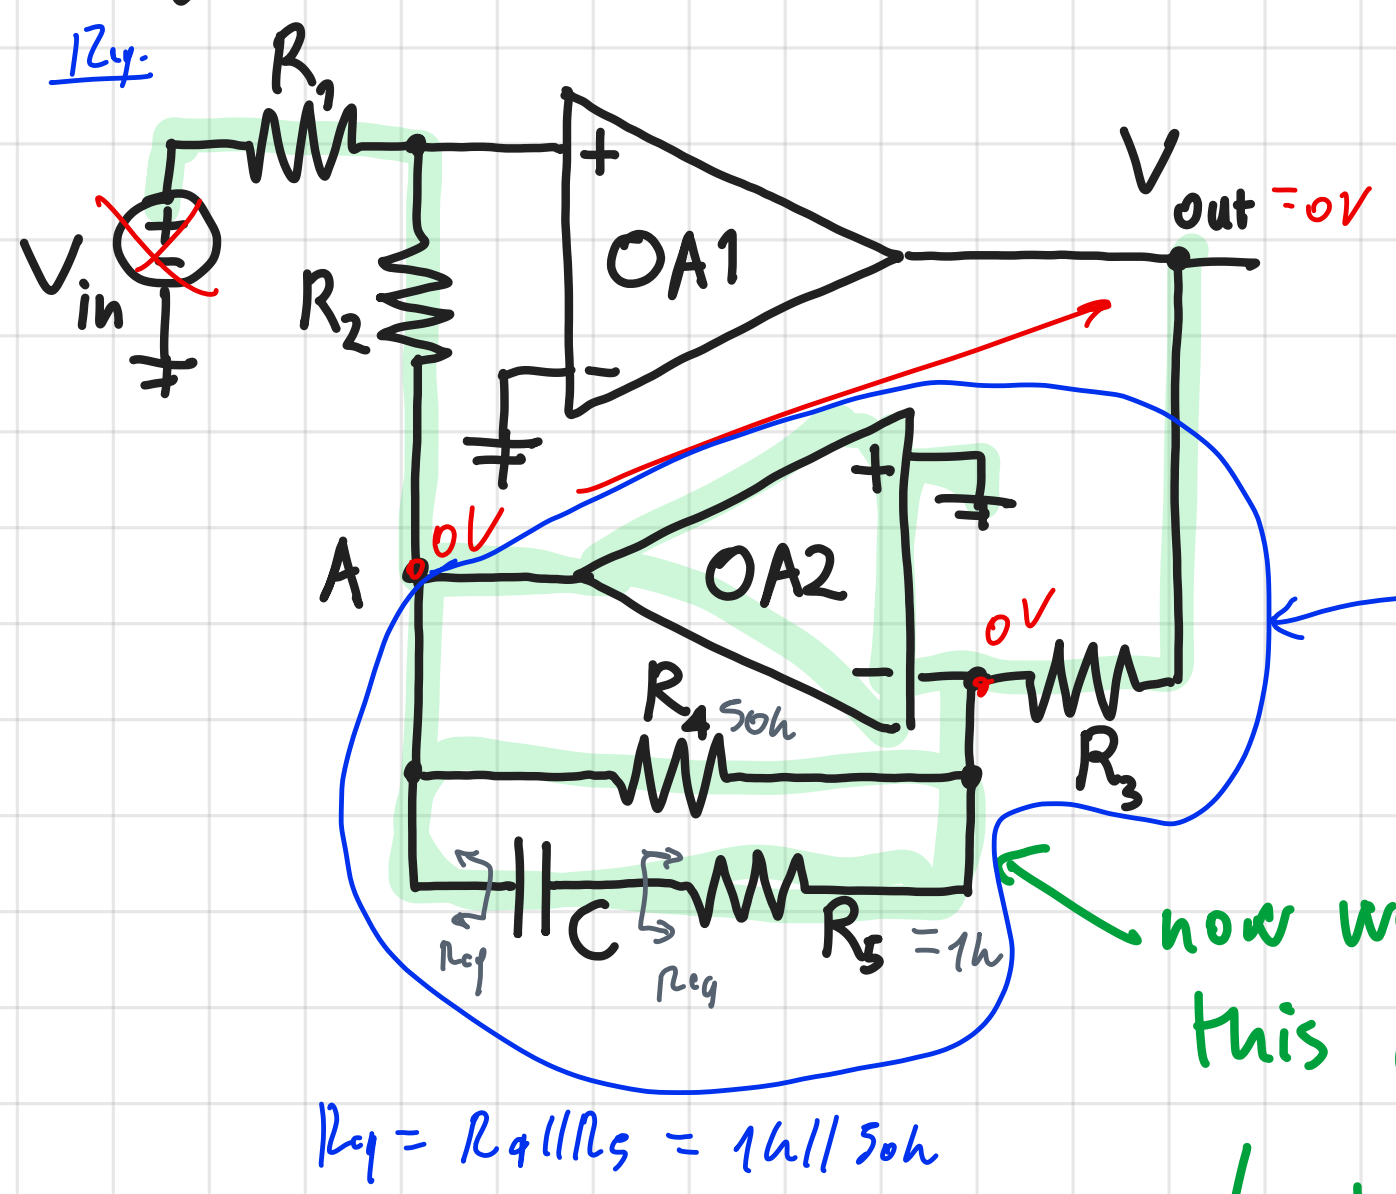 Req.
R1
+
Vout = 0V
OA1
Vin
R2
-
+
0V
A
OA2
0V
-
R4 50k
R3
C
R5 = 1k
Req
Req
now w
this
Req = R4//R5 = 1k//50k